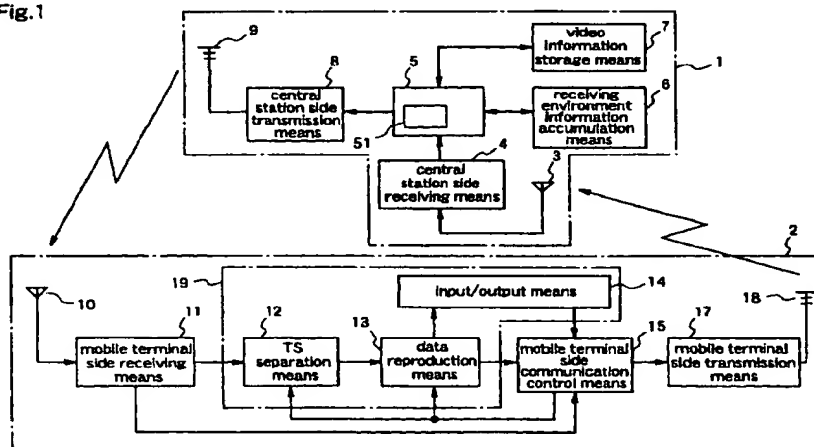 Fig.1
9
8
central
station side
transmission
means
5
51
video
information
storage means
7
1
receiving
environment
information
accumulation
means
6
4
central
station side
receiving means
3
2
10
11
mobile terminal
side receiving
means
19
12
TS
separation
means
13
data
reproduction
means
input/output means
14
15
mobile terminal
side
communication
control means
17
mobile terminal
side transmission
means
18